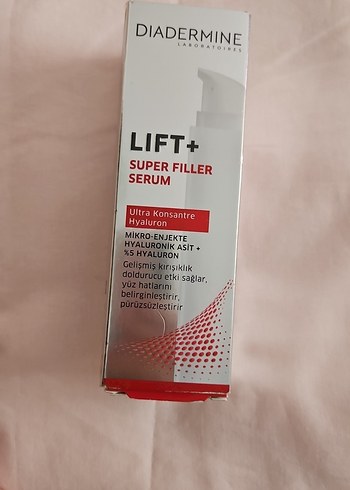 DIADERMINE
LABORATOIRES
LIFT+
SUPER FILLER
SERUM
Ultra Konsantre
Hyaluron
MİKRO-ENJEKTE
HYALURONİK ASİT +
%5 HYALURON
Gelişmiş kırışıklık
doldurucu etki sağlar,
yüz hatlarını
belirginleştirir,
pürüzsüzleştirir